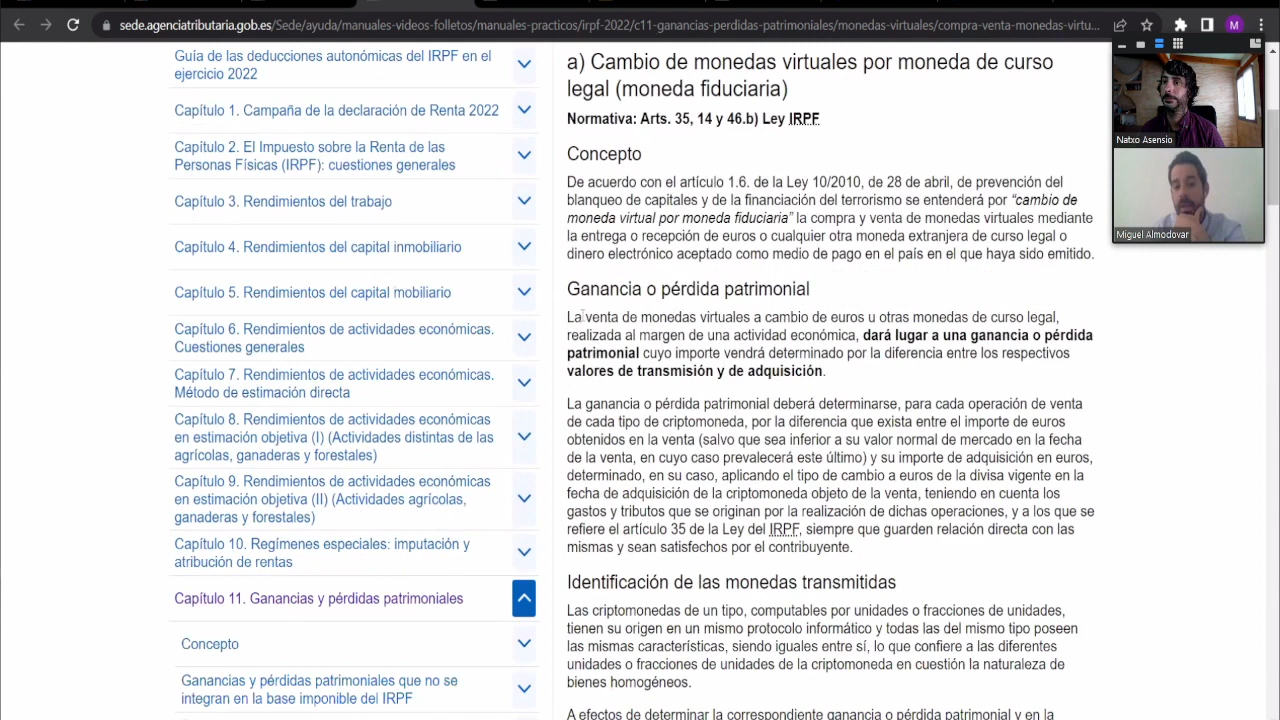 sede.agenciatributaria.gob.es/Sede/ayuda/manuales-videos-folletos/manuales-practicos/irpf-2022/c11-ganancias-perdidas-patrimoniales/monedas-virtuales/compra-venta-monedas-virtu...
M
Guía de las deducciones autonómicas del IRPF en el
ejercicio 2022
Capítulo 1. Campaña de la declaración de Renta 2022
Capítulo 2. El Impuesto sobre la Renta de las
Personas Físicas (IRPF): cuestiones generales
Capítulo 3. Rendimientos del trabajo
Capítulo 4. Rendimientos del capital inmobiliario
Capítulo 5. Rendimientos del capital mobiliario
Capítulo 6. Rendimientos de actividades económicas.
Cuestiones generales
Capítulo 7. Rendimientos de actividades económicas.
Método de estimación directa
Capítulo 8. Rendimientos de actividades económicas
en estimación objetiva (I) (Actividades distintas de las
agrícolas, ganaderas y forestales)
Capítulo 9. Rendimientos de actividades económicas
en estimación objetiva (II) (Actividades agrícolas,
ganaderas y forestales)
Capítulo 10. Regímenes especiales: imputación y
atribución de rentas
Capítulo 11. Ganancias y pérdidas patrimoniales
Concepto
Ganancias y pérdidas patrimoniales que no se
integran en la base imponible del IRPF
a) Cambio de monedas virtuales por moneda de curso
legal (moneda fiduciaria)
Normativa: Arts. 35, 14 y 46.b) Ley IRPF
Concepto
De acuerdo con el artículo 1.6. de la Ley 10/2010, de 28 de abril, de prevención del
blanqueo de capitales y de la financiación del terrorismo se entenderá por “cambio de
moneda virtual por moneda fiduciaria” la compra y venta de monedas virtuales mediante
la entrega o recepción de euros o cualquier otra moneda extranjera de curso legal o
dinero electrónico aceptado como medio de pago en el país en el que haya sido emitido.
Ganancia o pérdida patrimonial
La venta de monedas virtuales a cambio de euros u otras monedas de curso legal,
realizada al margen de una actividad económica, dará lugar a una ganancia o pérdida
patrimonial cuyo importe vendrá determinado por la diferencia entre los respectivos
valores de transmisión y de adquisición.
La ganancia o pérdida patrimonial deberá determinarse, para cada operación de venta
de cada tipo de criptomoneda, por la diferencia que exista entre el importe de euros
obtenidos en la venta (salvo que sea inferior a su valor normal de mercado en la fecha
de la venta, en cuyo caso prevalecerá este último) y su importe de adquisición en euros,
determinado, en su caso, aplicando el tipo de cambio a euros de la divisa vigente en la
fecha de adquisición de la criptomoneda objeto de la venta, teniendo en cuenta los
gastos y tributos que se originan por la realización de dichas operaciones, y a los que se
refiere el artículo 35 de la Ley del IRPF, siempre que guarden relación directa con las
mismas y sean satisfechos por el contribuyente.
Identificación de las monedas transmitidas
Las criptomonedas de un tipo, computables por unidades o fracciones de unidades,
tienen su origen en un mismo protocolo informático y todas las del mismo tipo poseen
las mismas características, siendo iguales entre sí, lo que confiere a las diferentes
unidades o fracciones de unidades de la criptomoneda en cuestión la naturaleza de
bienes homogéneos.
A efectos de determinar la correspondiente ganancia o pérdida patrimonial y en la
Natxo Asensio
Miguel Almodovar